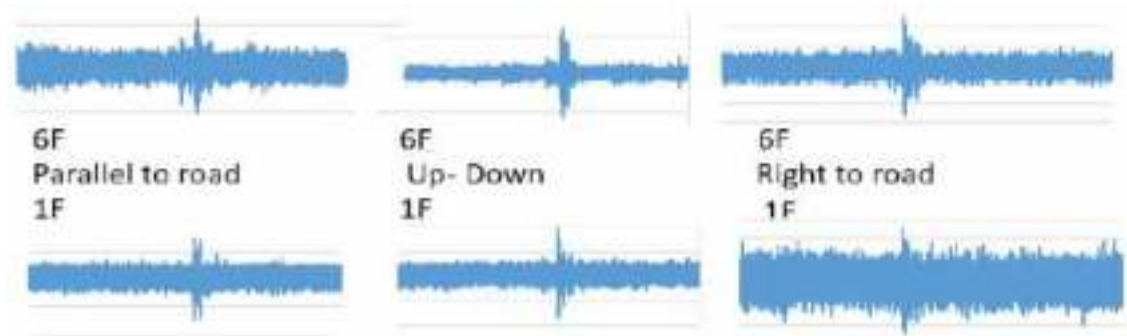 6F
Parallel to road
1F
6F
Up- Down
1F
6F
Right to road
1F